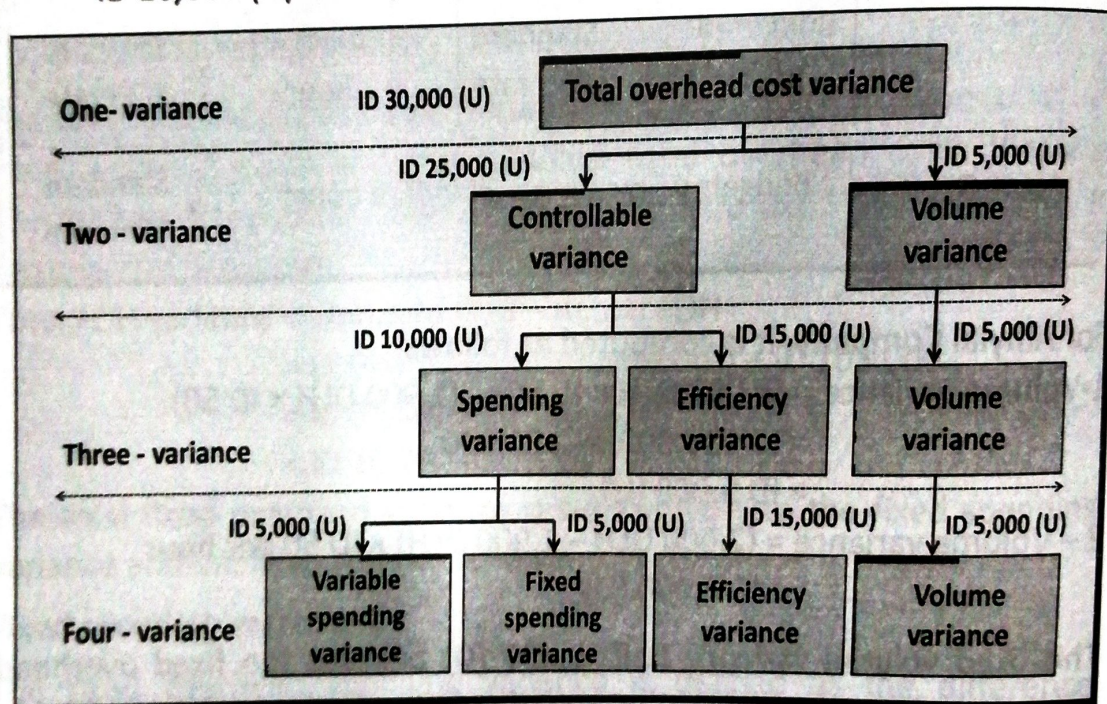 One- variance
ID 30,000 (U)
Total overhead cost variance
ID 25,000 (U)
ID 5,000 (U)
Two - variance
Controllable
variance
Volume
variance
ID 10,000 (U)
ID 15,000 (U)
ID 5,000 (U)
Three - variance
Spending
variance
Efficiency
variance
Volume
variance
ID 5,000 (U)
ID 5,000 (U)
ID 15,000 (U)
ID 5,000 (U)
Four - variance
Variable
spending
variance
Fixed
spending
variance
Efficiency
variance
Volume
variance